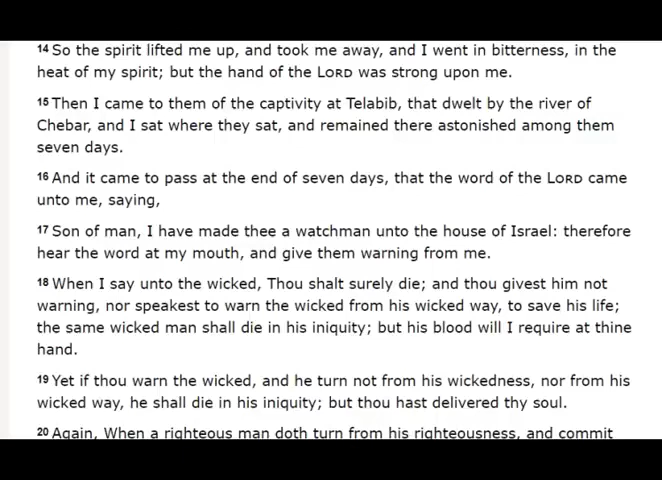 14 So the spirit lifted me up, and took me away, and I went in bitterness, in the
heat of my spirit; but the hand of the LORD was strong upon me.
15 Then I came to them of the captivity at Telabib, that dwelt by the river of
Chebar, and I sat where they sat, and remained there astonished among them
seven days.
16 And it came to pass at the end of seven days, that the word of the LORD came
unto me, saying,
17 Son of man, I have made thee a watchman unto the house of Israel: therefore
hear the word at my mouth, and give them warning from me.
18 When I say unto the wicked, Thou shalt surely die; and thou givest him not
warning, nor speakest to warn the wicked from his wicked way, to save his life;
the same wicked man shall die in his iniquity; but his blood will I require at thine
hand.
19 Yet if thou warn the wicked, and he turn not from his wickedness, nor from his
wicked way, he shall die in his iniquity; but thou hast delivered thy soul.
20 Again, When a righteous man doth turn from his righteousness, and commit